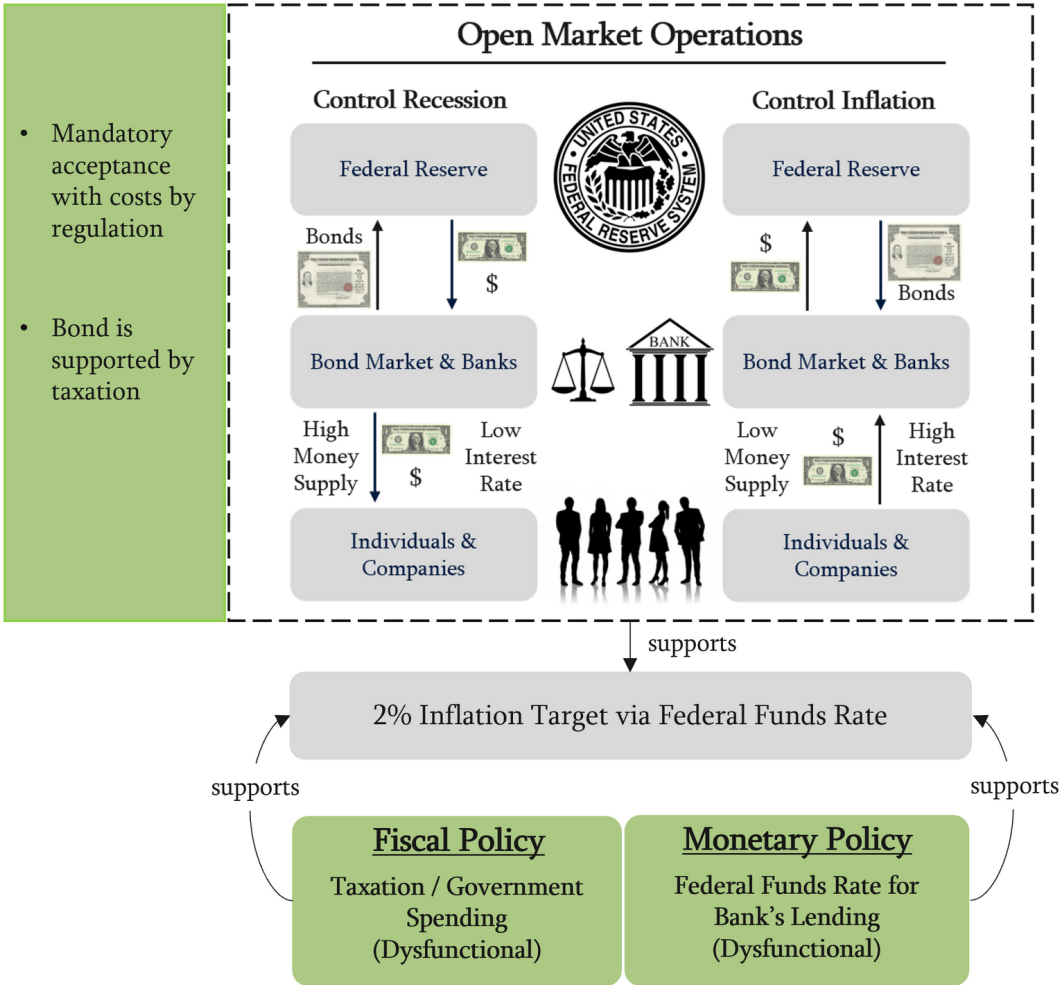 Open Market Operations
• Mandatory
acceptance
with costs by
regulation
• Bond is
supported by
taxation
Control Recession
Federal Reserve
Bonds
$
Bond Market & Banks
High
Money
Supply
$
Low
Interest
Rate
Individuals &
Companies
UNITED STATES
FEDERAL RESERVE SYSTEM
BANK
Control Inflation
Federal Reserve
$
Bonds
Bond Market & Banks
Low
Money
Supply
$
High
Interest
Rate
Individuals &
Companies
supports
2% Inflation Target via Federal Funds Rate
supports
supports
Fiscal Policy
Taxation / Government
Spending
(Dysfunctional)
Monetary Policy
Federal Funds Rate for
Bank's Lending
(Dysfunctional)